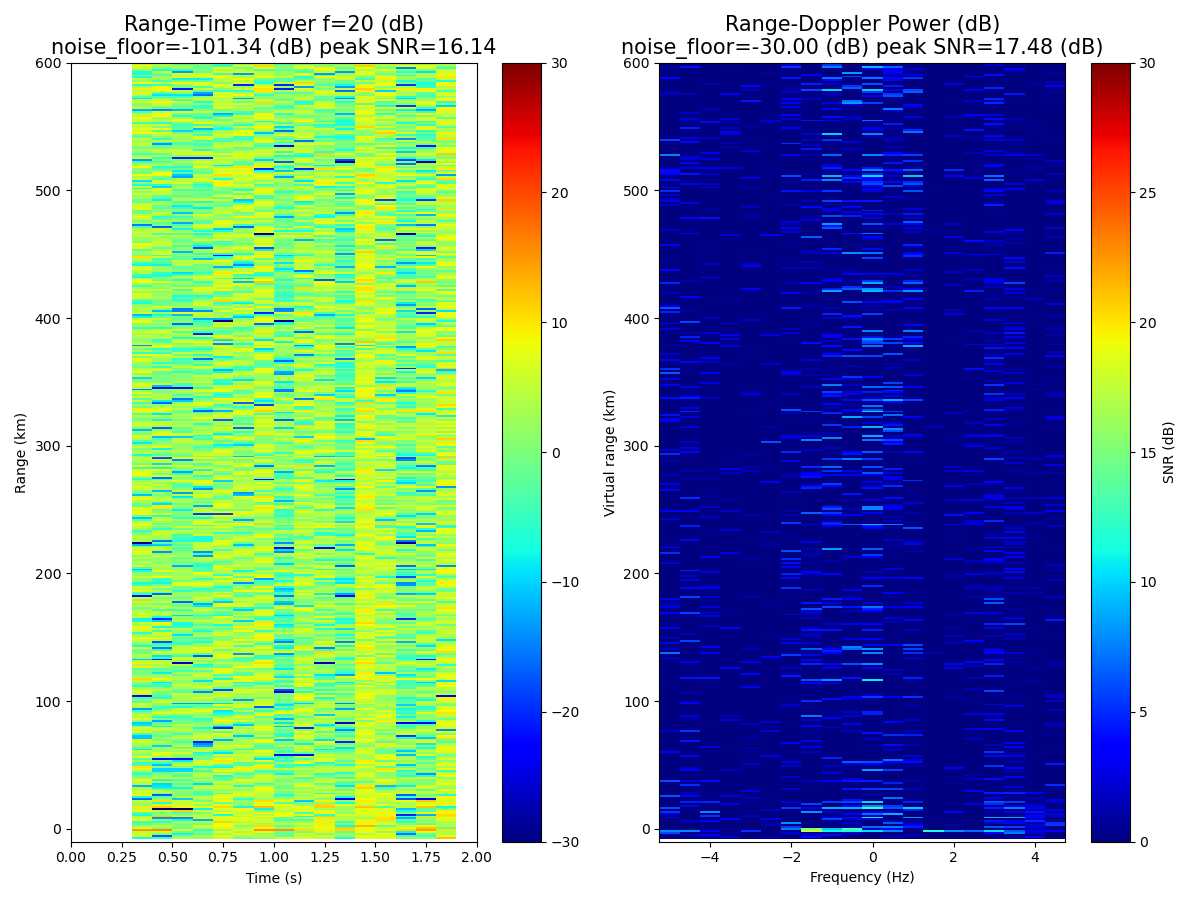 Range-Time Power f=20 (dB)
noise_floor=-101.34 (dB) peak SNR=16.14
Range-Doppler Power (dB)
noise_floor=-30.00 (dB) peak SNR=17.48 (dB)
600
500
400
300
200
100
0
Range (km)
0.00 0.25 0.50 0.75 1.00 1.25 1.50 1.75 2.00
Time (s)
30
20
10
0
−10
−20
−30
600
500
400
300
200
100
0
Virtual range (km)
−4 −2 0 2 4
Frequency (Hz)
30
25
20
15
10
5
0
SNR (dB)